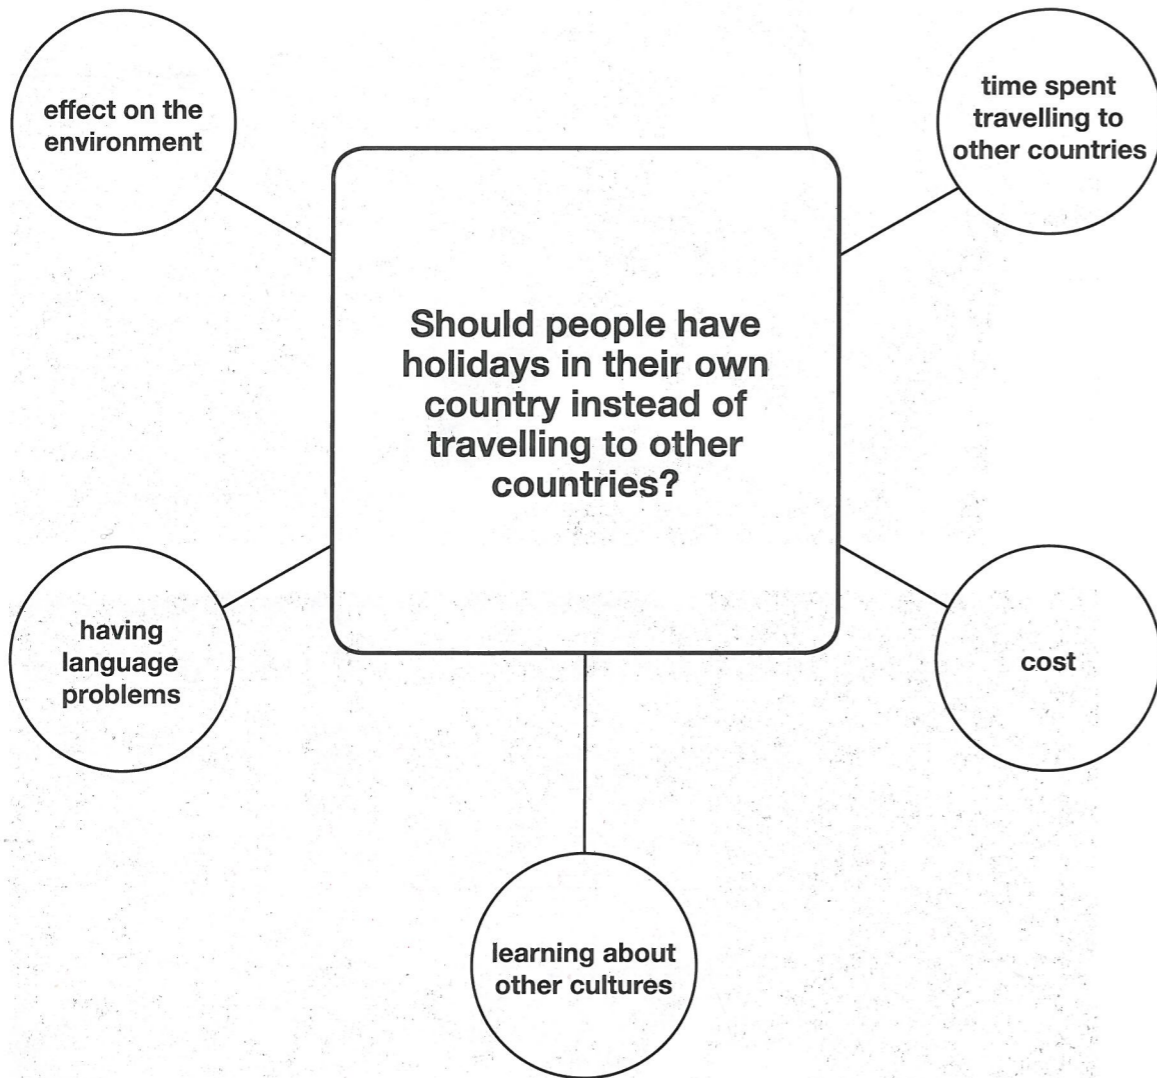 effect on the
environment
time spent
travelling to
other countries
Should people have
holidays in their own
country instead of
travelling to other
countries?
having
language
problems
cost
learning about
other cultures